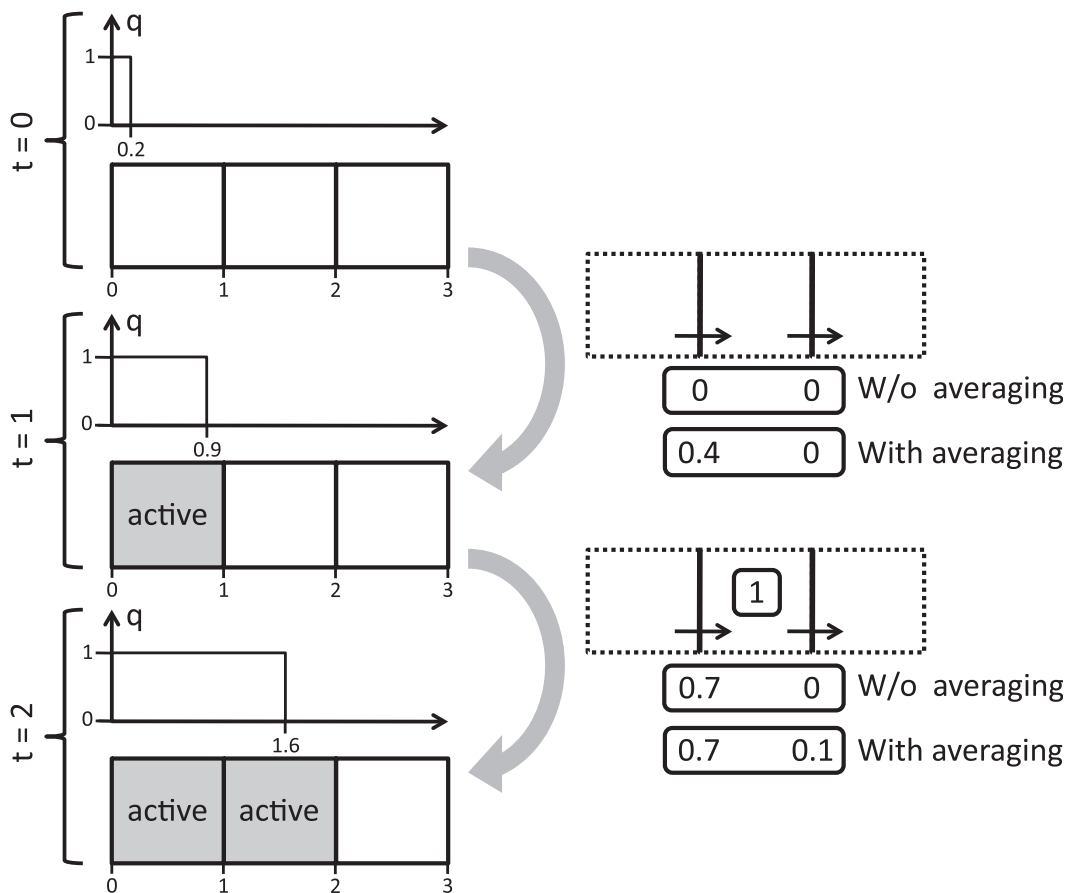 t = 0
q
1
0
0.2
0 1 2 3
t = 1
q
1
0
0.9
active
0 1 2 3
t = 2
q
1
0
1.6
active active
0 1 2 3
0 0 W/o averaging
0.4 0 With averaging
1
0.7 0 W/o averaging
0.7 0.1 With averaging